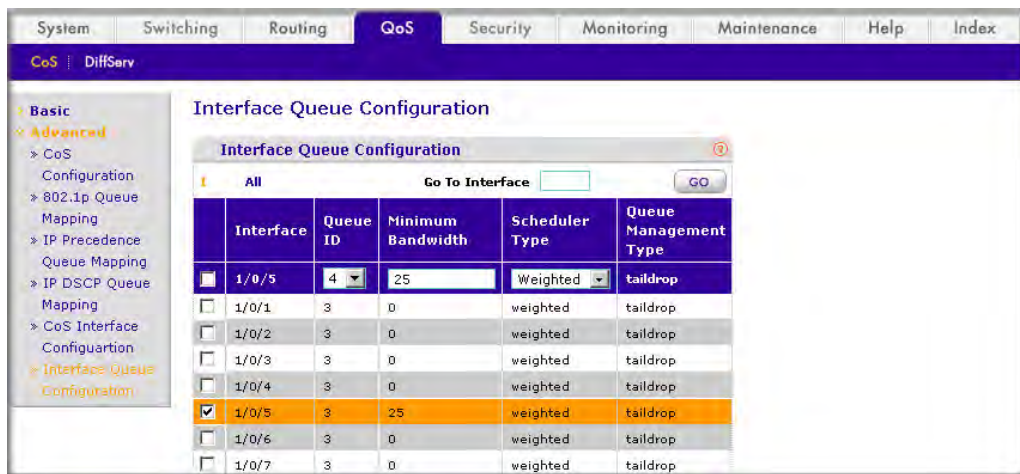 System Switching Routing QoS Security Monitoring Maintenance Help Index
CoS | DiffServ
Basic
Advanced
» CoS
Configuration
» 802.1p Queue
Mapping
» IP Precedence
Queue Mapping
» IP DSCP Queue
Mapping
» CoS Interface
Configuartion
» Interface Queue
Configuration
Interface Queue Configuration
Interface Queue Configuration ?
1 All Go To Interface GO
Interface Queue ID Minimum Bandwidth Scheduler Type Queue Management Type
1/0/5 4 25 Weighted taildrop
1/0/1 3 0 weighted taildrop
1/0/2 3 0 weighted taildrop
1/0/3 3 0 weighted taildrop
1/0/4 3 0 weighted taildrop
1/0/5 3 25 weighted taildrop
1/0/6 3 0 weighted taildrop
1/0/7 3 0 weighted taildrop